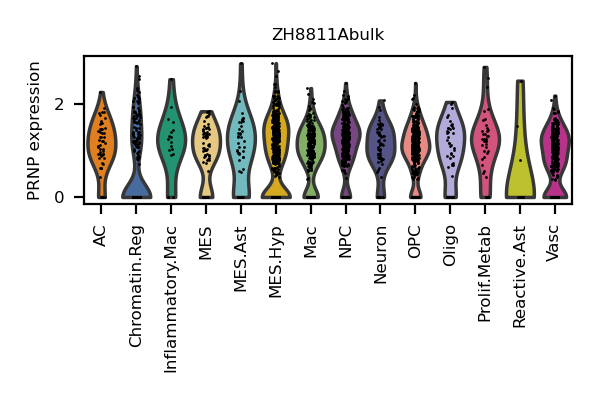 ZH8811Abulk
PRNP expression
2
0
AC
Chromatin.Reg
Inflammatory.Mac
MES
MES.Ast
MES.Hyp
Mac
NPC
Neuron
OPC
Oligo
Prolif.Metab
Reactive.Ast
Vasc